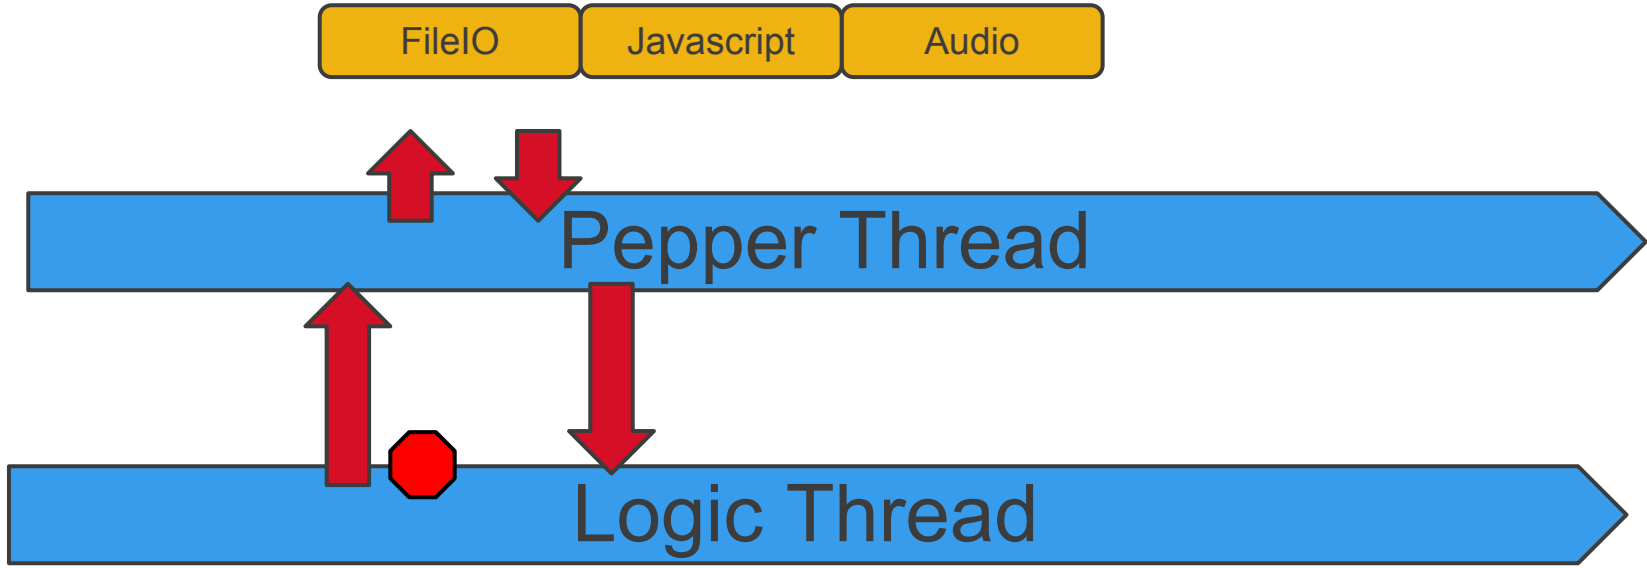 FileIO
Javascript
Audio
Pepper Thread
Logic Thread